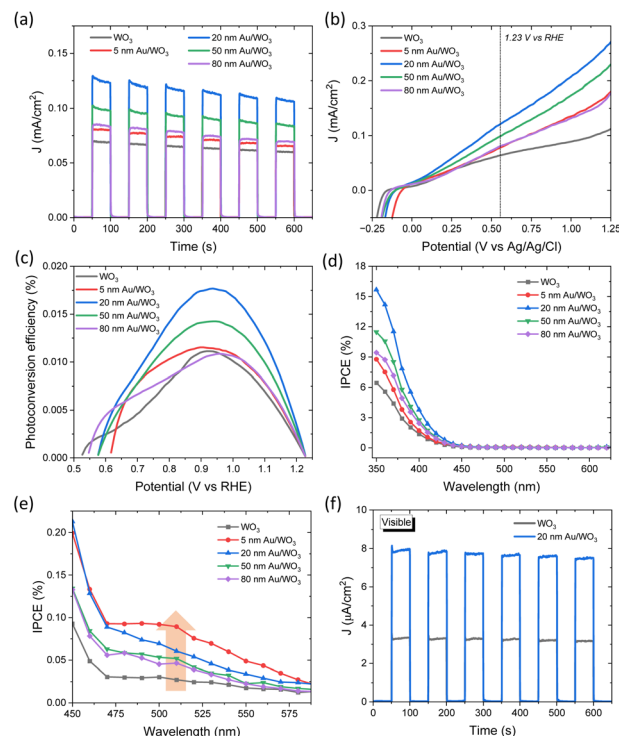 (a)
WO3
5 nm Au/WO3
20 nm Au/WO3
50 nm Au/WO3
80 nm Au/WO3
J (mA/cm2)
0.15
0.10
0.05
0.00
0 100 200 300 400 500 600
Time (s)
(b)
WO3
5 nm Au/WO3
20 nm Au/WO3
50 nm Au/WO3
80 nm Au/WO3
1.23 V vs RHE
J (mA/cm2)
0.3
0.2
0.1
0.0
−0.25 0.00 0.25 0.50 0.75 1.00 1.25
Potential (V vs Ag/Ag/Cl)
(c)
WO3
5 nm Au/WO3
20 nm Au/WO3
50 nm Au/WO3
80 nm Au/WO3
Photoconversion efficiency (%)
0.020
0.015
0.010
0.005
0.000
0.5 0.6 0.7 0.8 0.9 1.0 1.1 1.2
Potential (V vs RHE)
(d)
WO3
5 nm Au/WO3
20 nm Au/WO3
50 nm Au/WO3
80 nm Au/WO3
IPCE (%)
18
15
12
9
6
3
0
350 400 450 500 550 600
Wavelength (nm)
(e)
WO3
5 nm Au/WO3
20 nm Au/WO3
50 nm Au/WO3
80 nm Au/WO3
IPCE (%)
0.20
0.15
0.10
0.05
0.00
450 475 500 525 550 575
Wavelength (nm)
(f)
Visible
WO3
20 nm Au/WO3
J (μA/cm2)
10
8
6
4
2
0
0 100 200 300 400 500 600
Time (s)